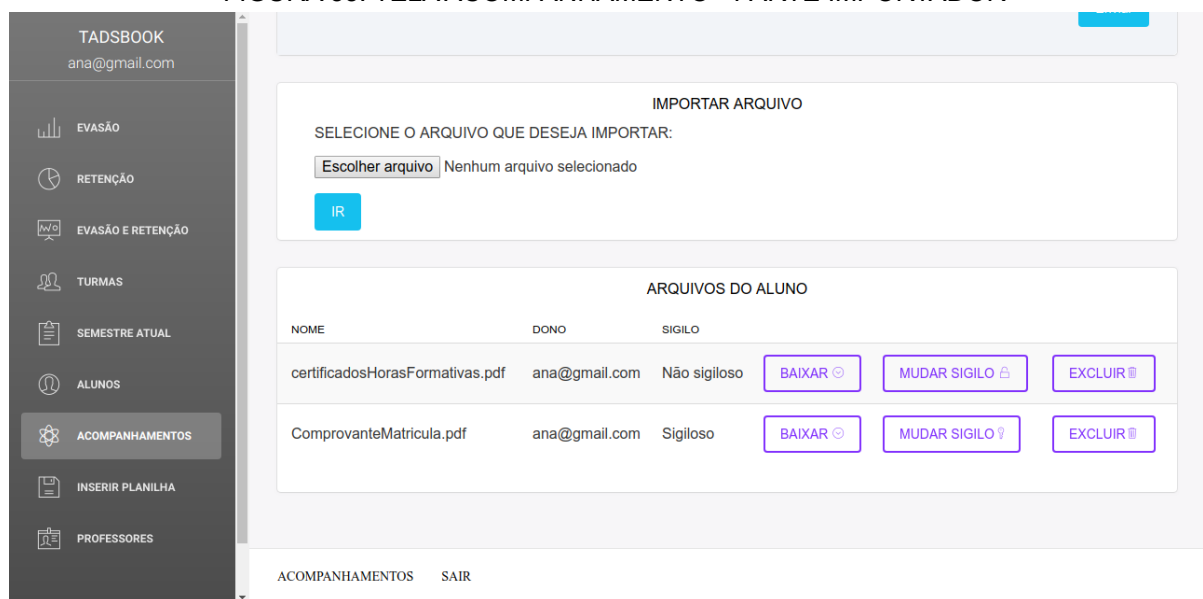 TADSBOOK
ana@gmail.com
EVASÃO
RETENÇÃO
EVASÃO E RETENÇÃO
TURMAS
SEMESTRE ATUAL
ALUNOS
ACOMPANHAMENTOS
INSERIR PLANILHA
PROFESSORES
IMPORTAR ARQUIVO
SELECIONE O ARQUIVO QUE DESEJA IMPORTAR:
Escolher arquivo Nenhum arquivo selecionado
IR
ARQUIVOS DO ALUNO
NOME DONO SIGILO
certificadosHorasFormativas.pdf ana@gmail.com Não sigiloso BAIXAR MUDAR SIGILO EXCLUIR
ComprovanteMatricula.pdf ana@gmail.com Sigiloso BAIXAR MUDAR SIGILO EXCLUIR
ACOMPANHAMENTOS SAIR